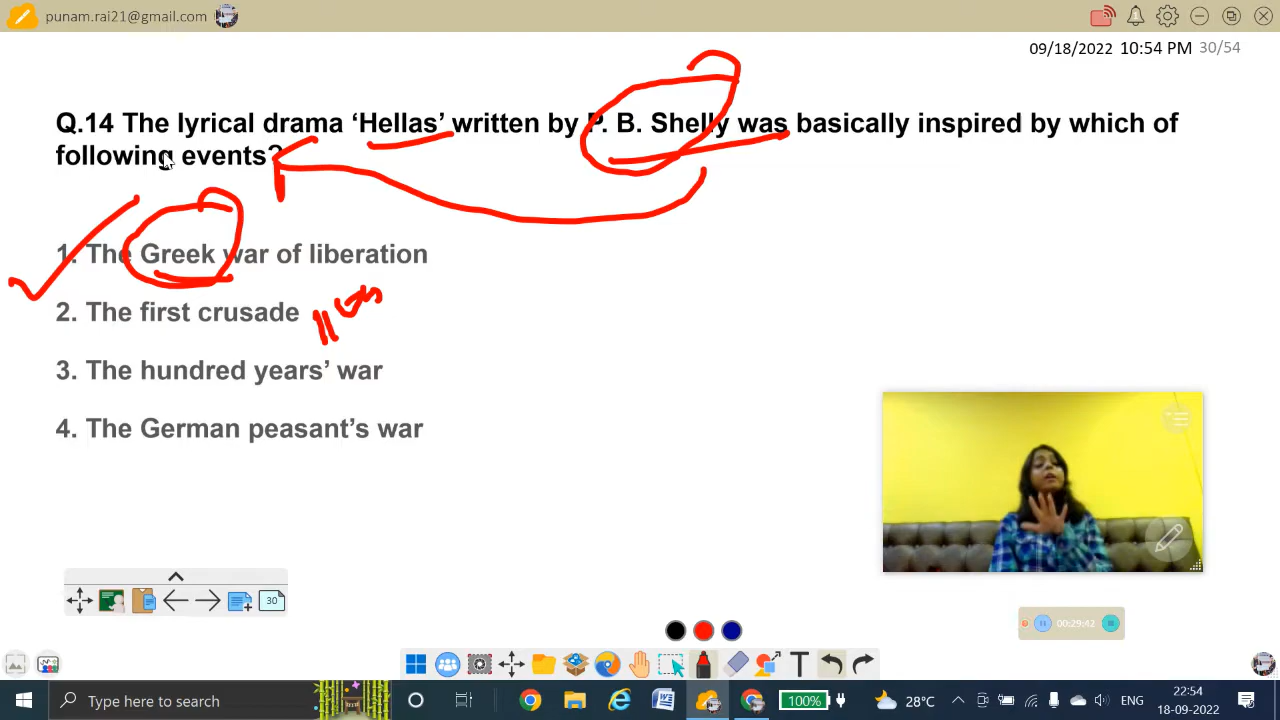 punam.rai21@gmail.com
09/18/2022 10:54 PM 30/54
Q.14 The lyrical drama ‘Hellas’ written by P. B. Shelly was basically inspired by which of
following events?
1. The Greek war of liberation
2. The first crusade
3. The hundred years’ war
4. The German peasant’s war
30
00:29:42
T
Type here to search
100%
28°C
ENG
22:54
18-09-2022